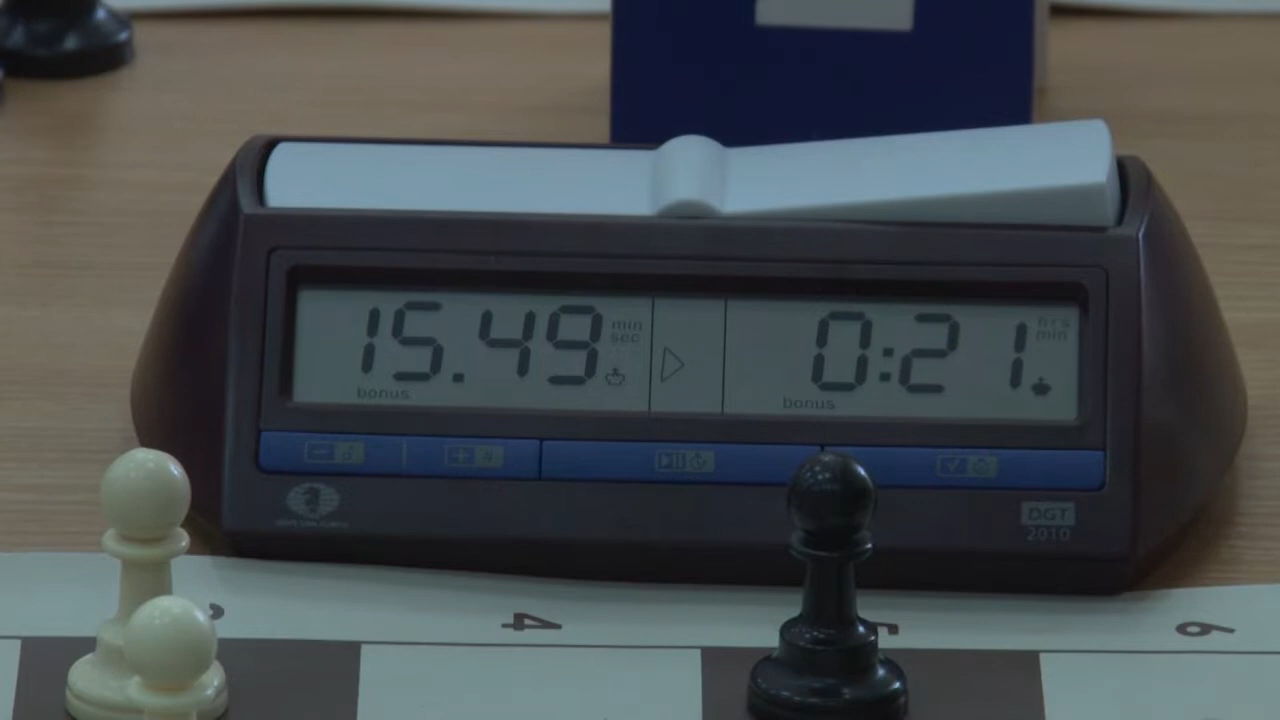 15.49 min sec
bonus
0:21. hrs min
bonus
DGT
2010
4
5
6